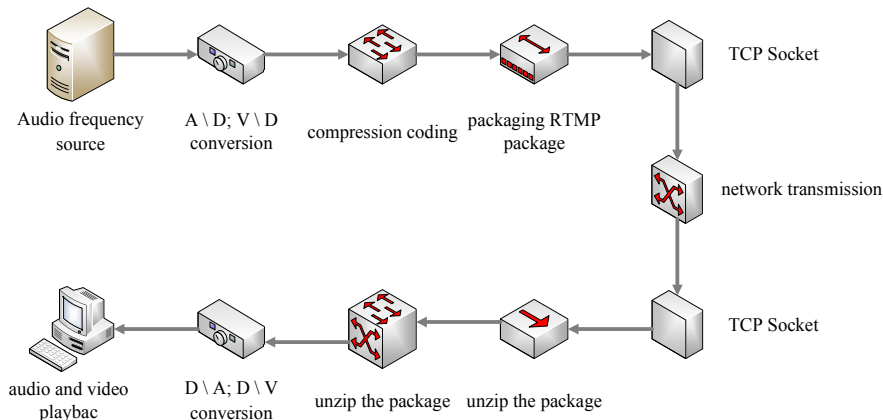 TCP Socket
Audio frequency
source
A \ D; V \ D
conversion
compression coding
packaging RTMP
package
network transmission
TCP Socket
audio and video
playbac
D \ A; D \ V
conversion
unzip the package
unzip the package